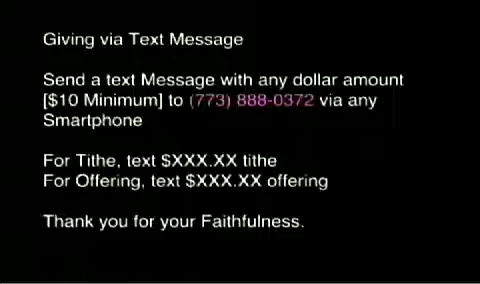 Giving via Text Message
Send a text Message with any dollar amount
[$10 Minimum] to (773) 888-0372 via any
Smartphone
For Tithe, text $XXX.XX tithe
For Offering, text $XXX.XX offering
Thank you for your Faithfulness.